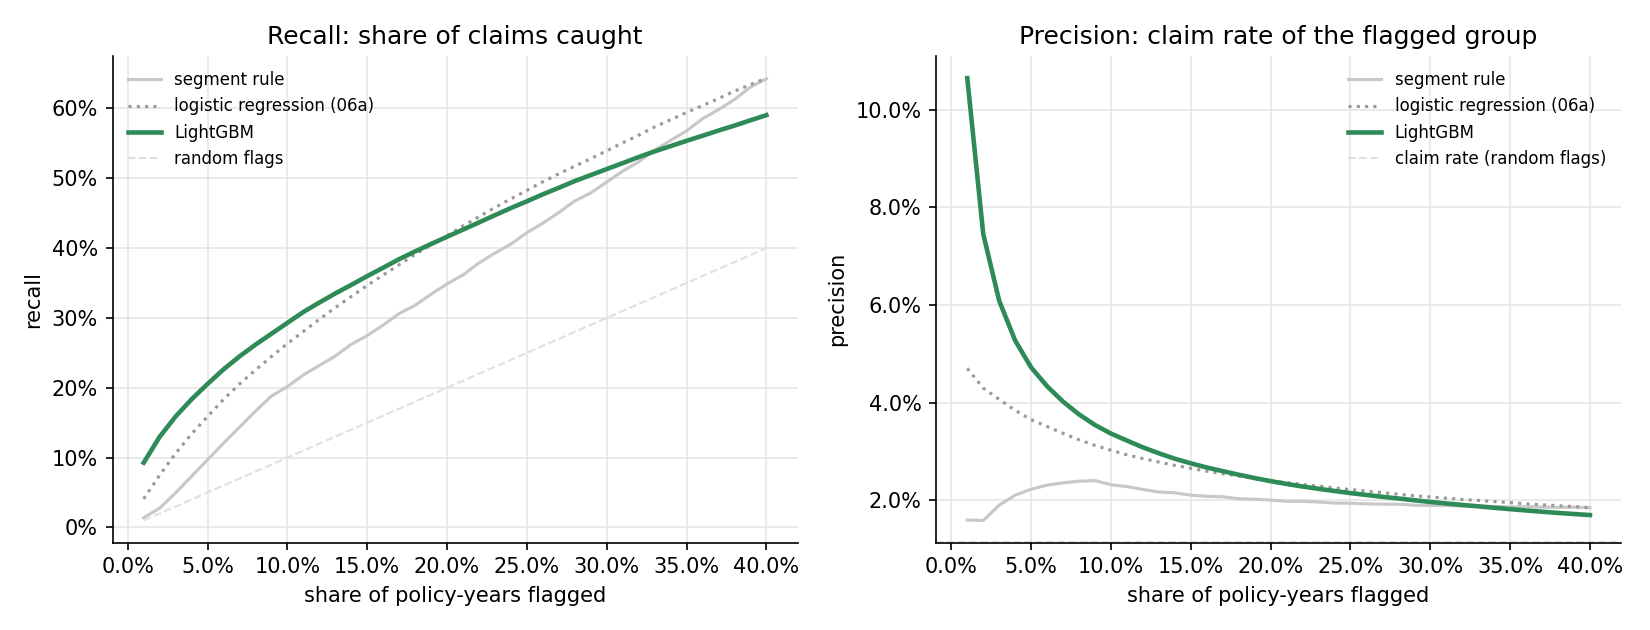 Recall: share of claims caught
segment rule
logistic regression (06a)
LightGBM
random flags
60%
50%
40%
30%
20%
10%
0%
recall
0.0% 5.0% 10.0% 15.0% 20.0% 25.0% 30.0% 35.0% 40.0%
share of policy-years flagged
Precision: claim rate of the flagged group
segment rule
logistic regression (06a)
LightGBM
claim rate (random flags)
10.0%
8.0%
6.0%
4.0%
2.0%
precision
0.0% 5.0% 10.0% 15.0% 20.0% 25.0% 30.0% 35.0% 40.0%
share of policy-years flagged